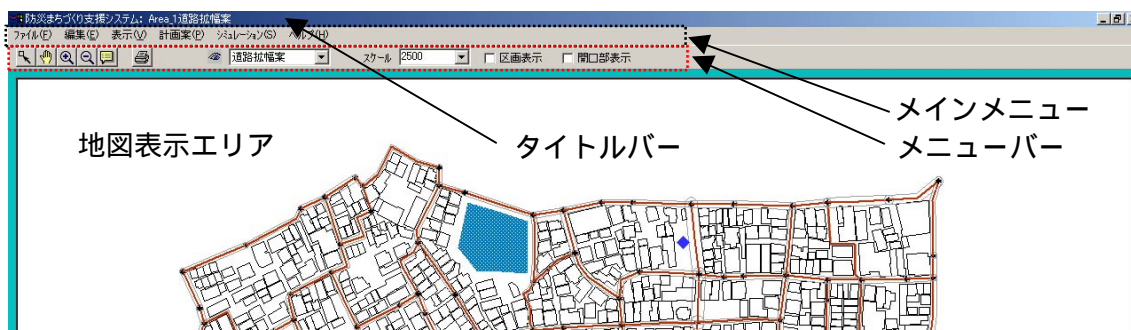 防災まちづくり支援システム: Area_1道路拡幅案
ファイル(F) 編集(E) 表示(V) 計画案(P) シミュレーション(S) ヘルプ(H)
道路拡幅案 スケール 2500 区画表示 開口部表示
メインメニュー
地図表示エリア タイトルバー メニューバー